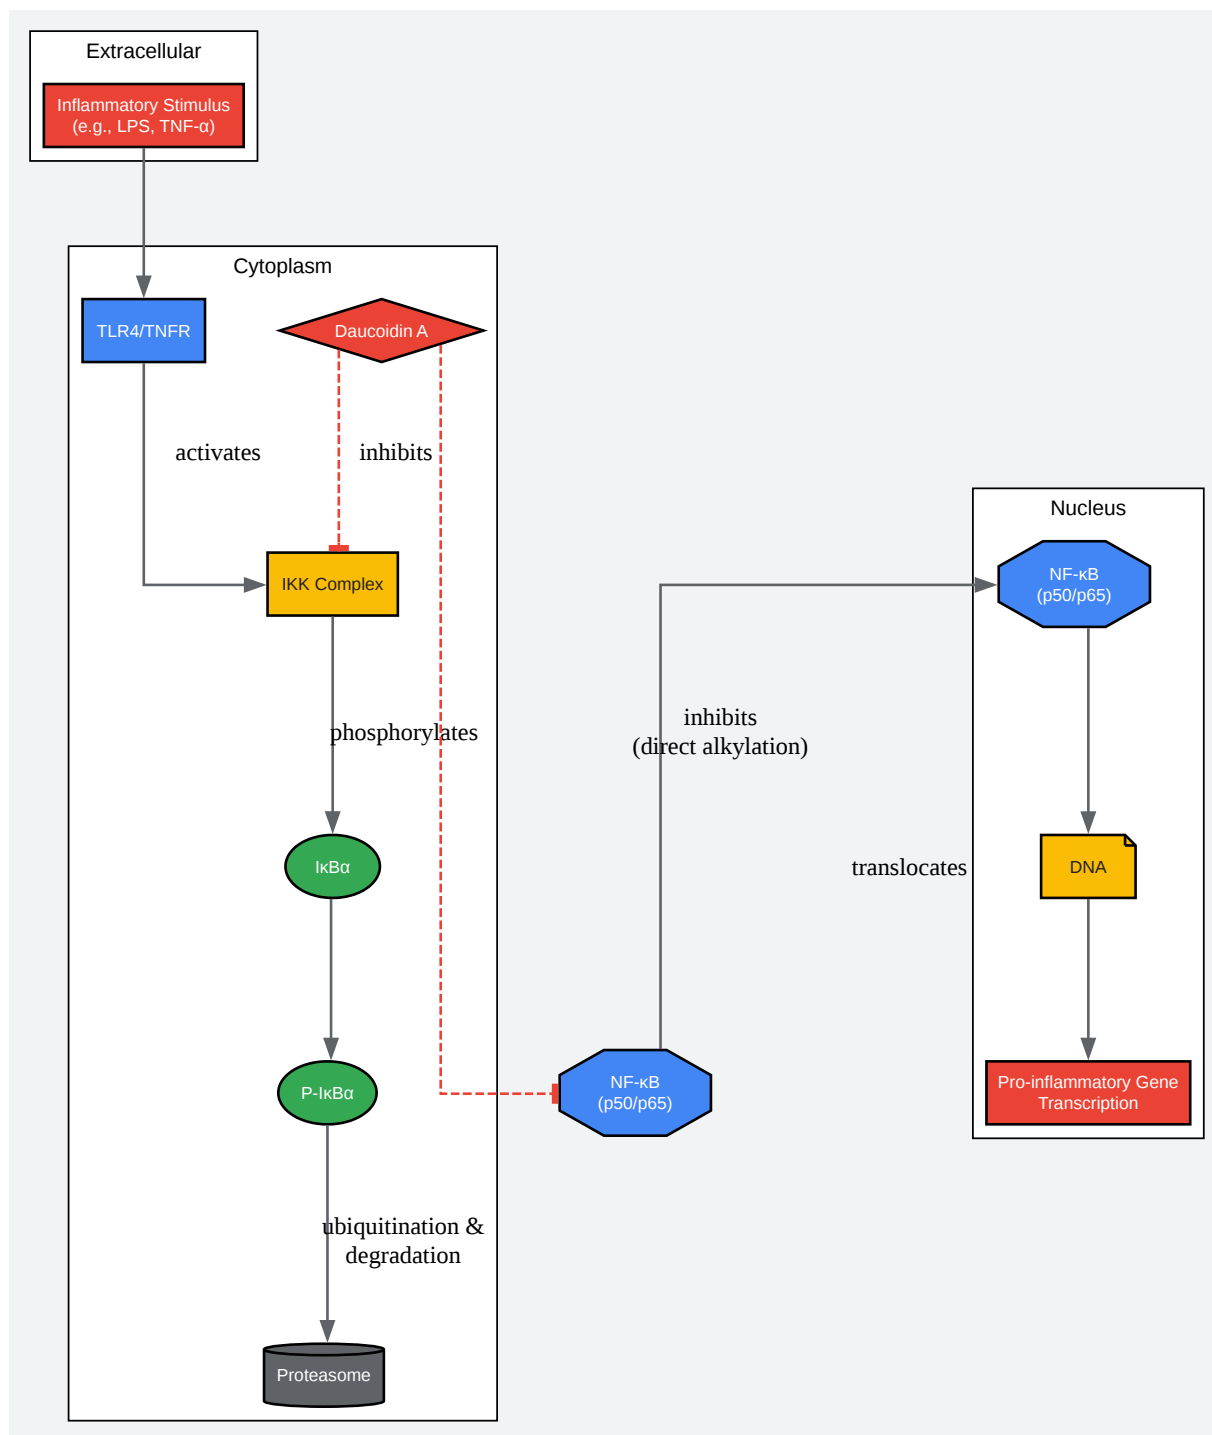 Extracellular
Inflammatory Stimulus
(e.g., LPS, TNF-α)
Cytoplasm
TLR4/TNFR
Daucoidin A
activates
inhibits
IKK Complex
phosphorylates
IκBα
P-IκBα
ubiquitination &
degradation
Proteasome
inhibits
(direct alkylation)
NF-κB
(p50/p65)
translocates
Nucleus
NF-κB
(p50/p65)
DNA
Pro-inflammatory Gene
Transcription